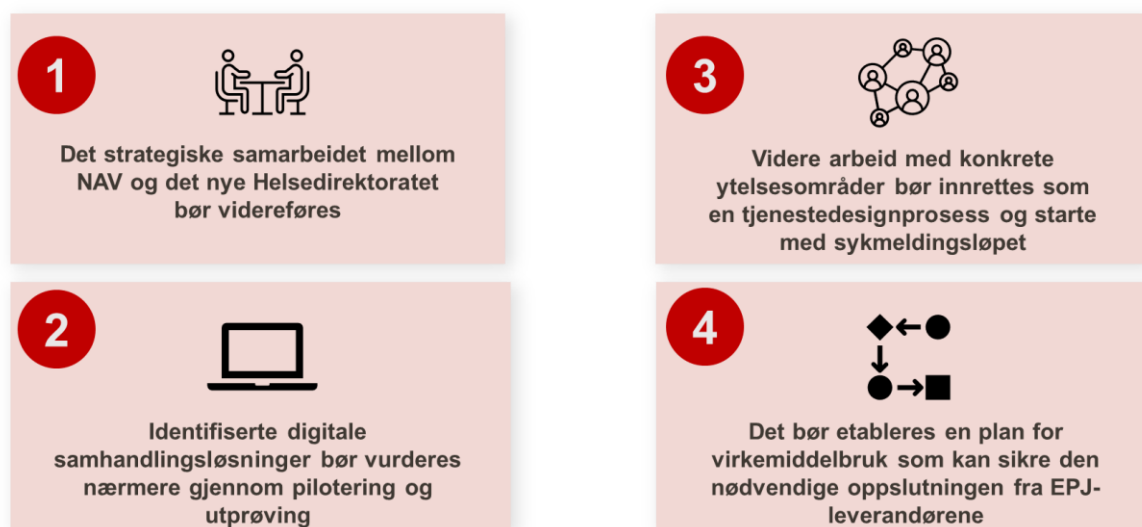 1
Det strategiske samarbeidet mellom
NAV og det nye Helsedirektoratet
bør videreføres
2
Identifiserte digitale
samhandlingsløsninger bør vurderes
nærmere gjennom pilotering og
utprøving
3
Videre arbeid med konkrete
ytelsesområder bør innrettes som
en tjenestedesignprosess og starte
med sykmeldingsløpet
4
Det bør etableres en plan for
virkemiddelbruk som kan sikre den
nødvendige oppslutningen fra EPJ-
leverandørene